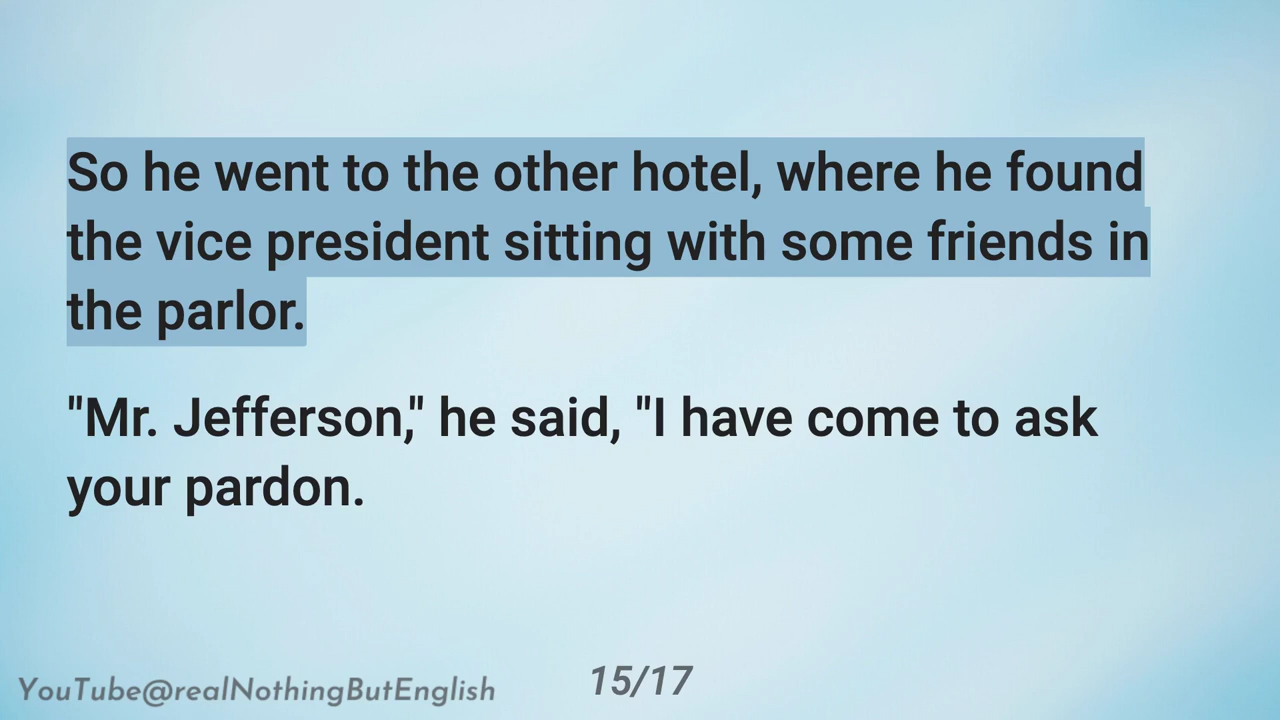 So he went to the other hotel, where he found
the vice president sitting with some friends in
the parlor.
"Mr. Jefferson," he said, "I have come to ask
your pardon.
YouTube@realNothingButEnglish
15/17